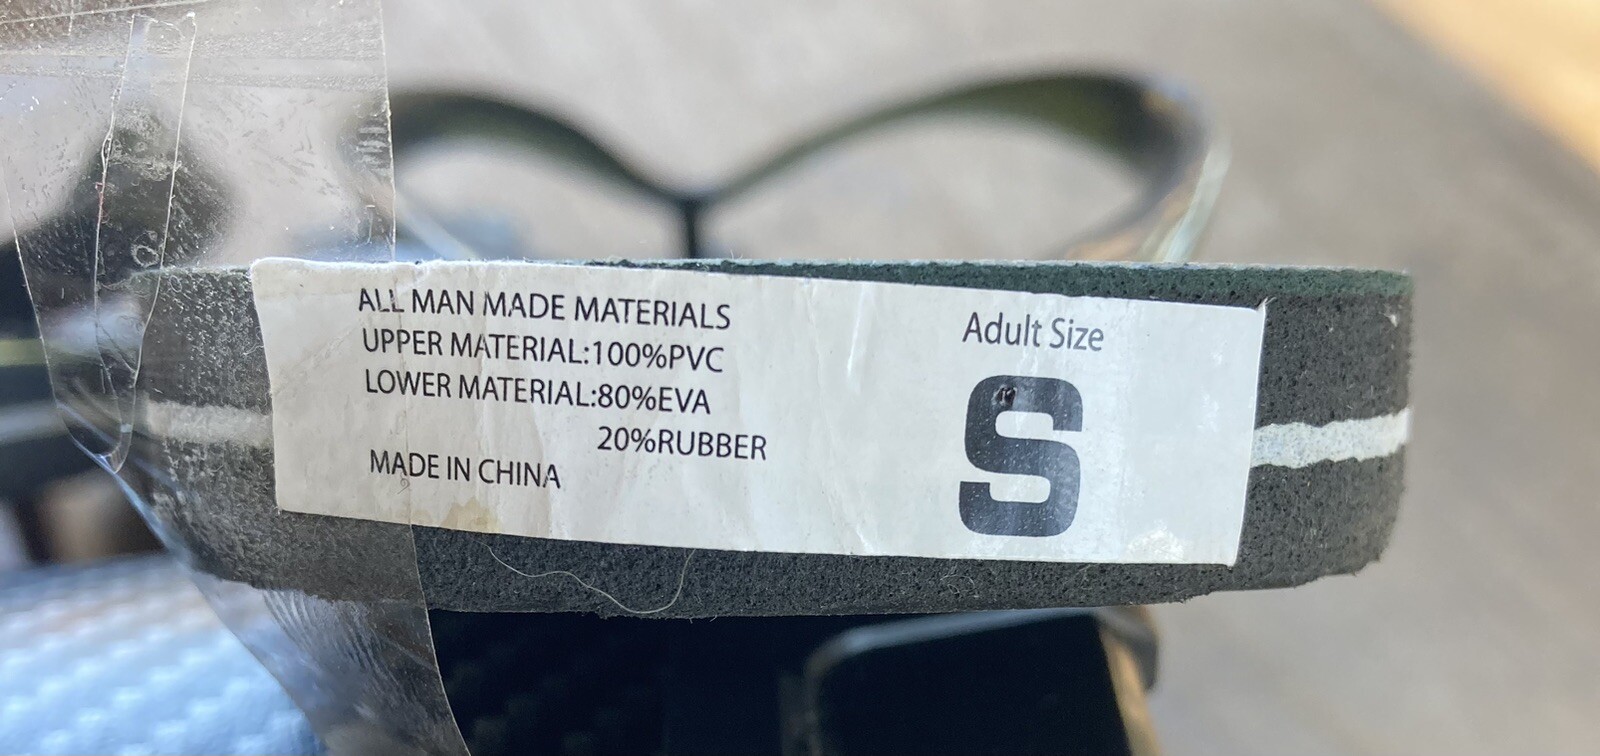 ALL MAN MADE MATERIALS
UPPER MATERIAL:100%PVC
LOWER MATERIAL:80%EVA
20%RUBBER
MADE IN CHINA
Adult Size
S